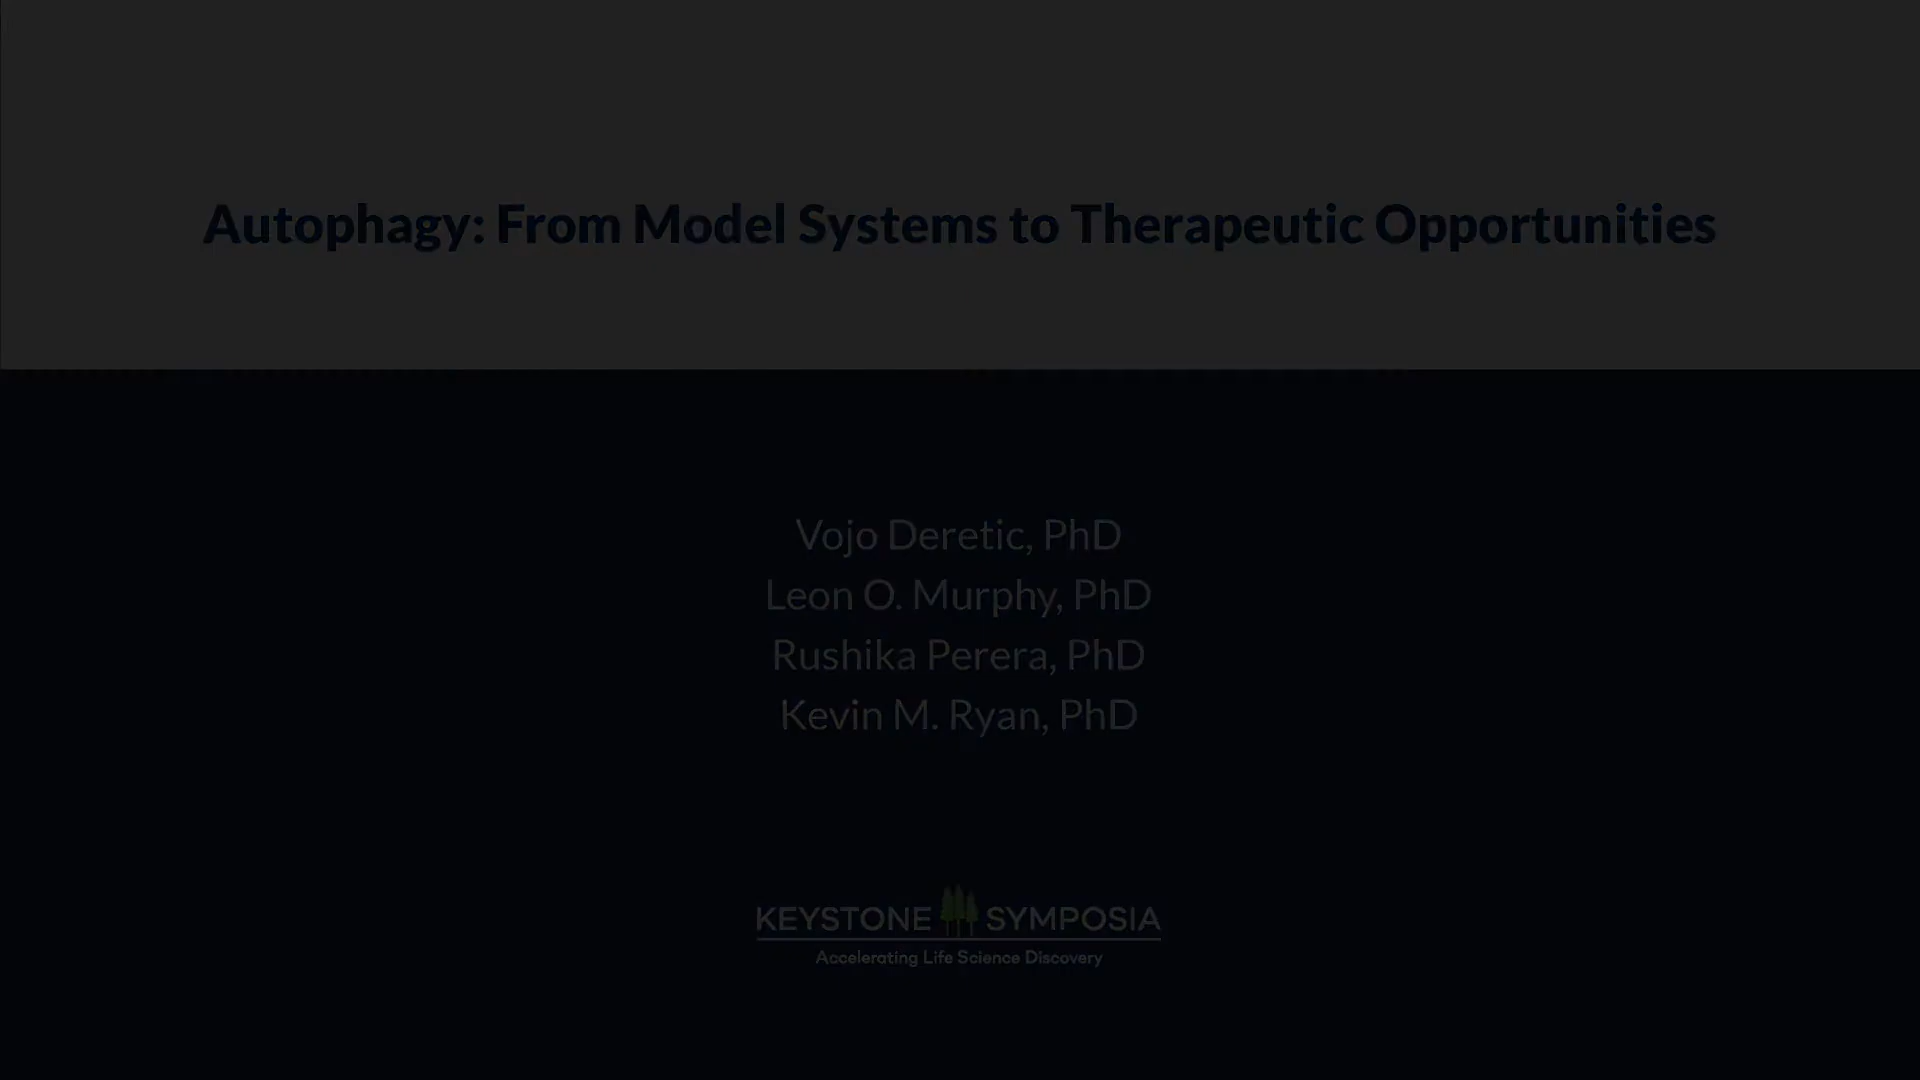 Autophagy: From Model Systems to Therapeutic Opportunities
Vojo Deretic, PhD
Leon O. Murphy, PhD
Rushika Perera, PhD
Kevin M. Ryan, PhD
KEYSTONE SYMPOSIA
Accelerating Life Science Discovery